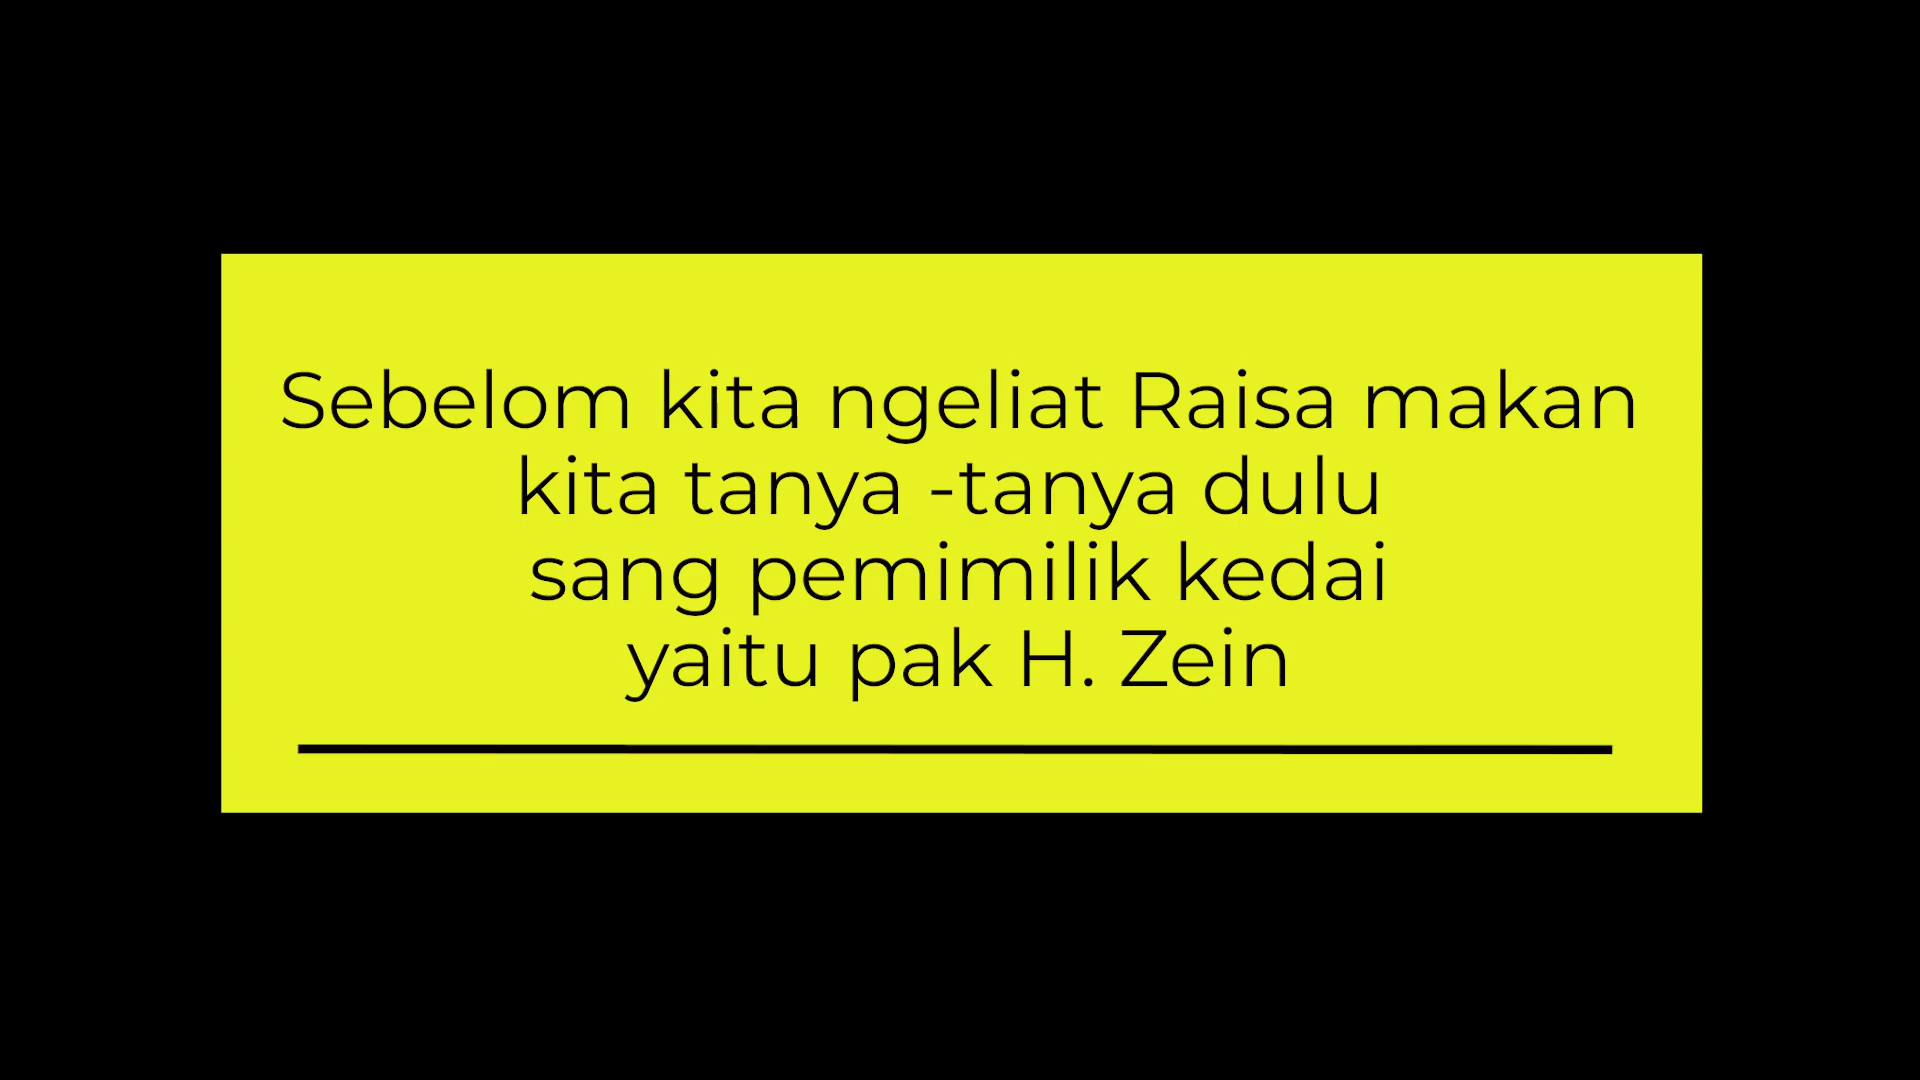 Sebelom kita ngeliat Raisa makan
kita tanya -tanya dulu
sang pemimilik kedai
yaitu pak H. Zein